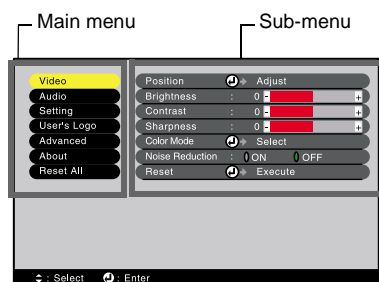 Main menu
Sub-menu
Video
Audio
Setting
User's Logo
Advanced
About
Reset All
Position Adjust
Brightness : 0 - +
Contrast : 0 - +
Sharpness : 0 - +
Color Mode Select
Noise Reduction : ON OFF
Reset Execute
: Select : Enter